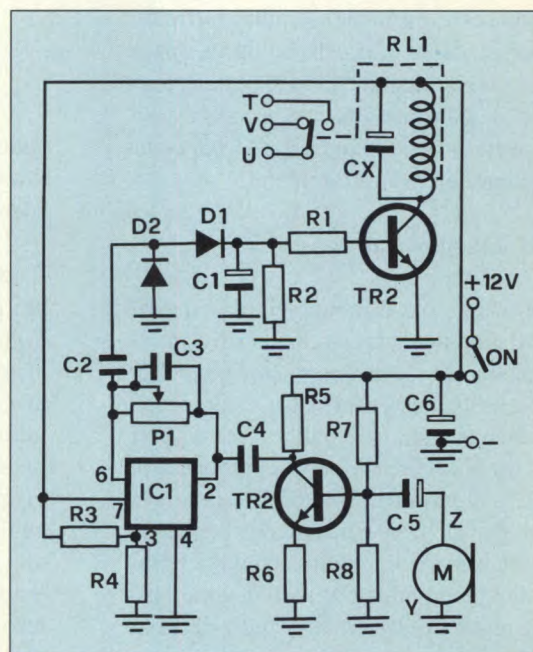 RL1
T
V
U
CX
D2
D1
R1
C1
R2
TR2
+12V
ON
C2
C3
P1
R5
C6
C4
R7
6
IC1
2
TR2
C5
Z
7
R3
3
4
R4
R6
R8
M
Y
−